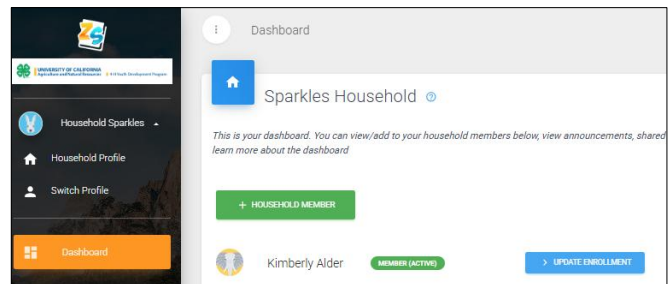 ZS
Dashboard
UNIVERSITY OF CALIFORNIA
Agriculture and Natural Resources
4-H Youth Development Program
Sparkles Household
Household Sparkles
This is your dashboard. You can view/add to your household members below, view announcements, shared
learn more about the dashboard
Household Profile
Switch Profile
+ HOUSEHOLD MEMBER
Dashboard
Kimberly Alder
MEMBER (ACTIVE)
> UPDATE ENROLLMENT